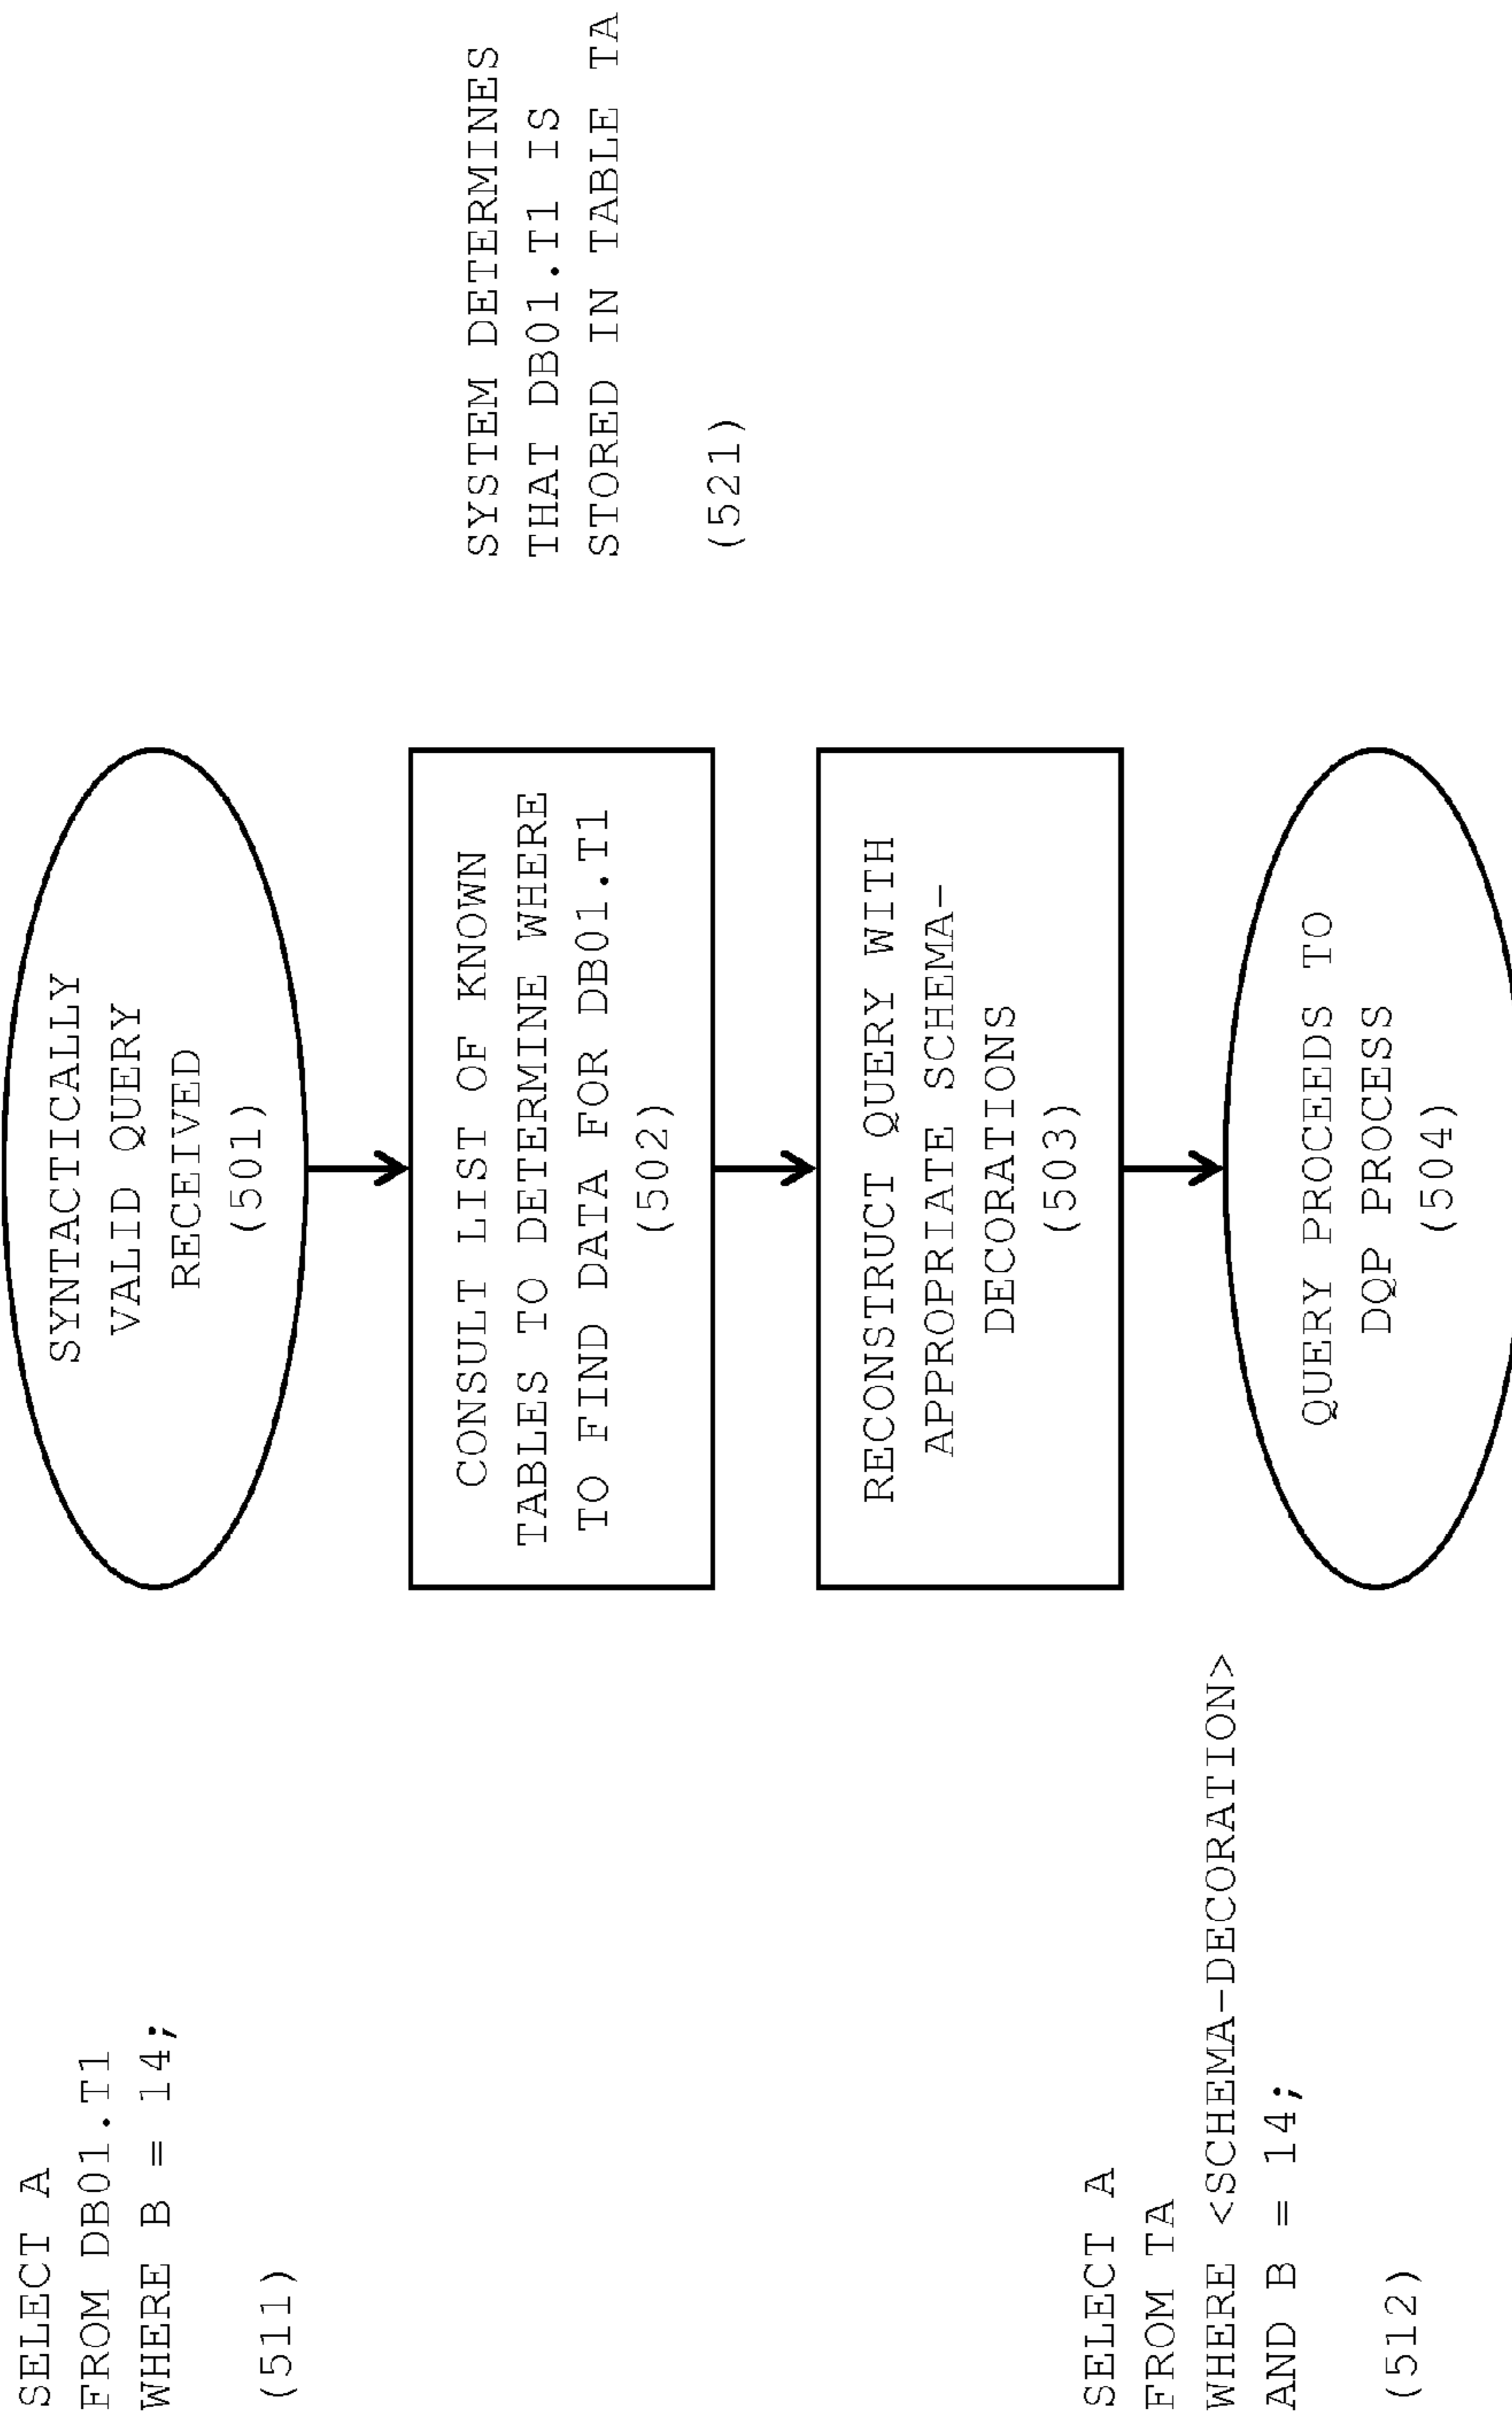 SELECT A
FROM DB01.T1
WHERE B = 14;
(511)
SYNTACTICALLY
VALID QUERY
RECEIVED
(501)
CONSULT LIST OF KNOWN
TABLES TO DETERMINE WHERE
TO FIND DATA FOR DB01.T1
(502)
SYSTEM DETERMINES
THAT DB01.T1 IS
STORED IN TABLE TA
(521)
RECONSTRUCT QUERY WITH
APPROPRIATE SCHEMA-
DECORATIONS
(503)
SELECT A
FROM TA
WHERE <SCHEMA-DECORATION>
AND B = 14;
(512)
QUERY PROCEEDS TO
DQP PROCESS
(504)